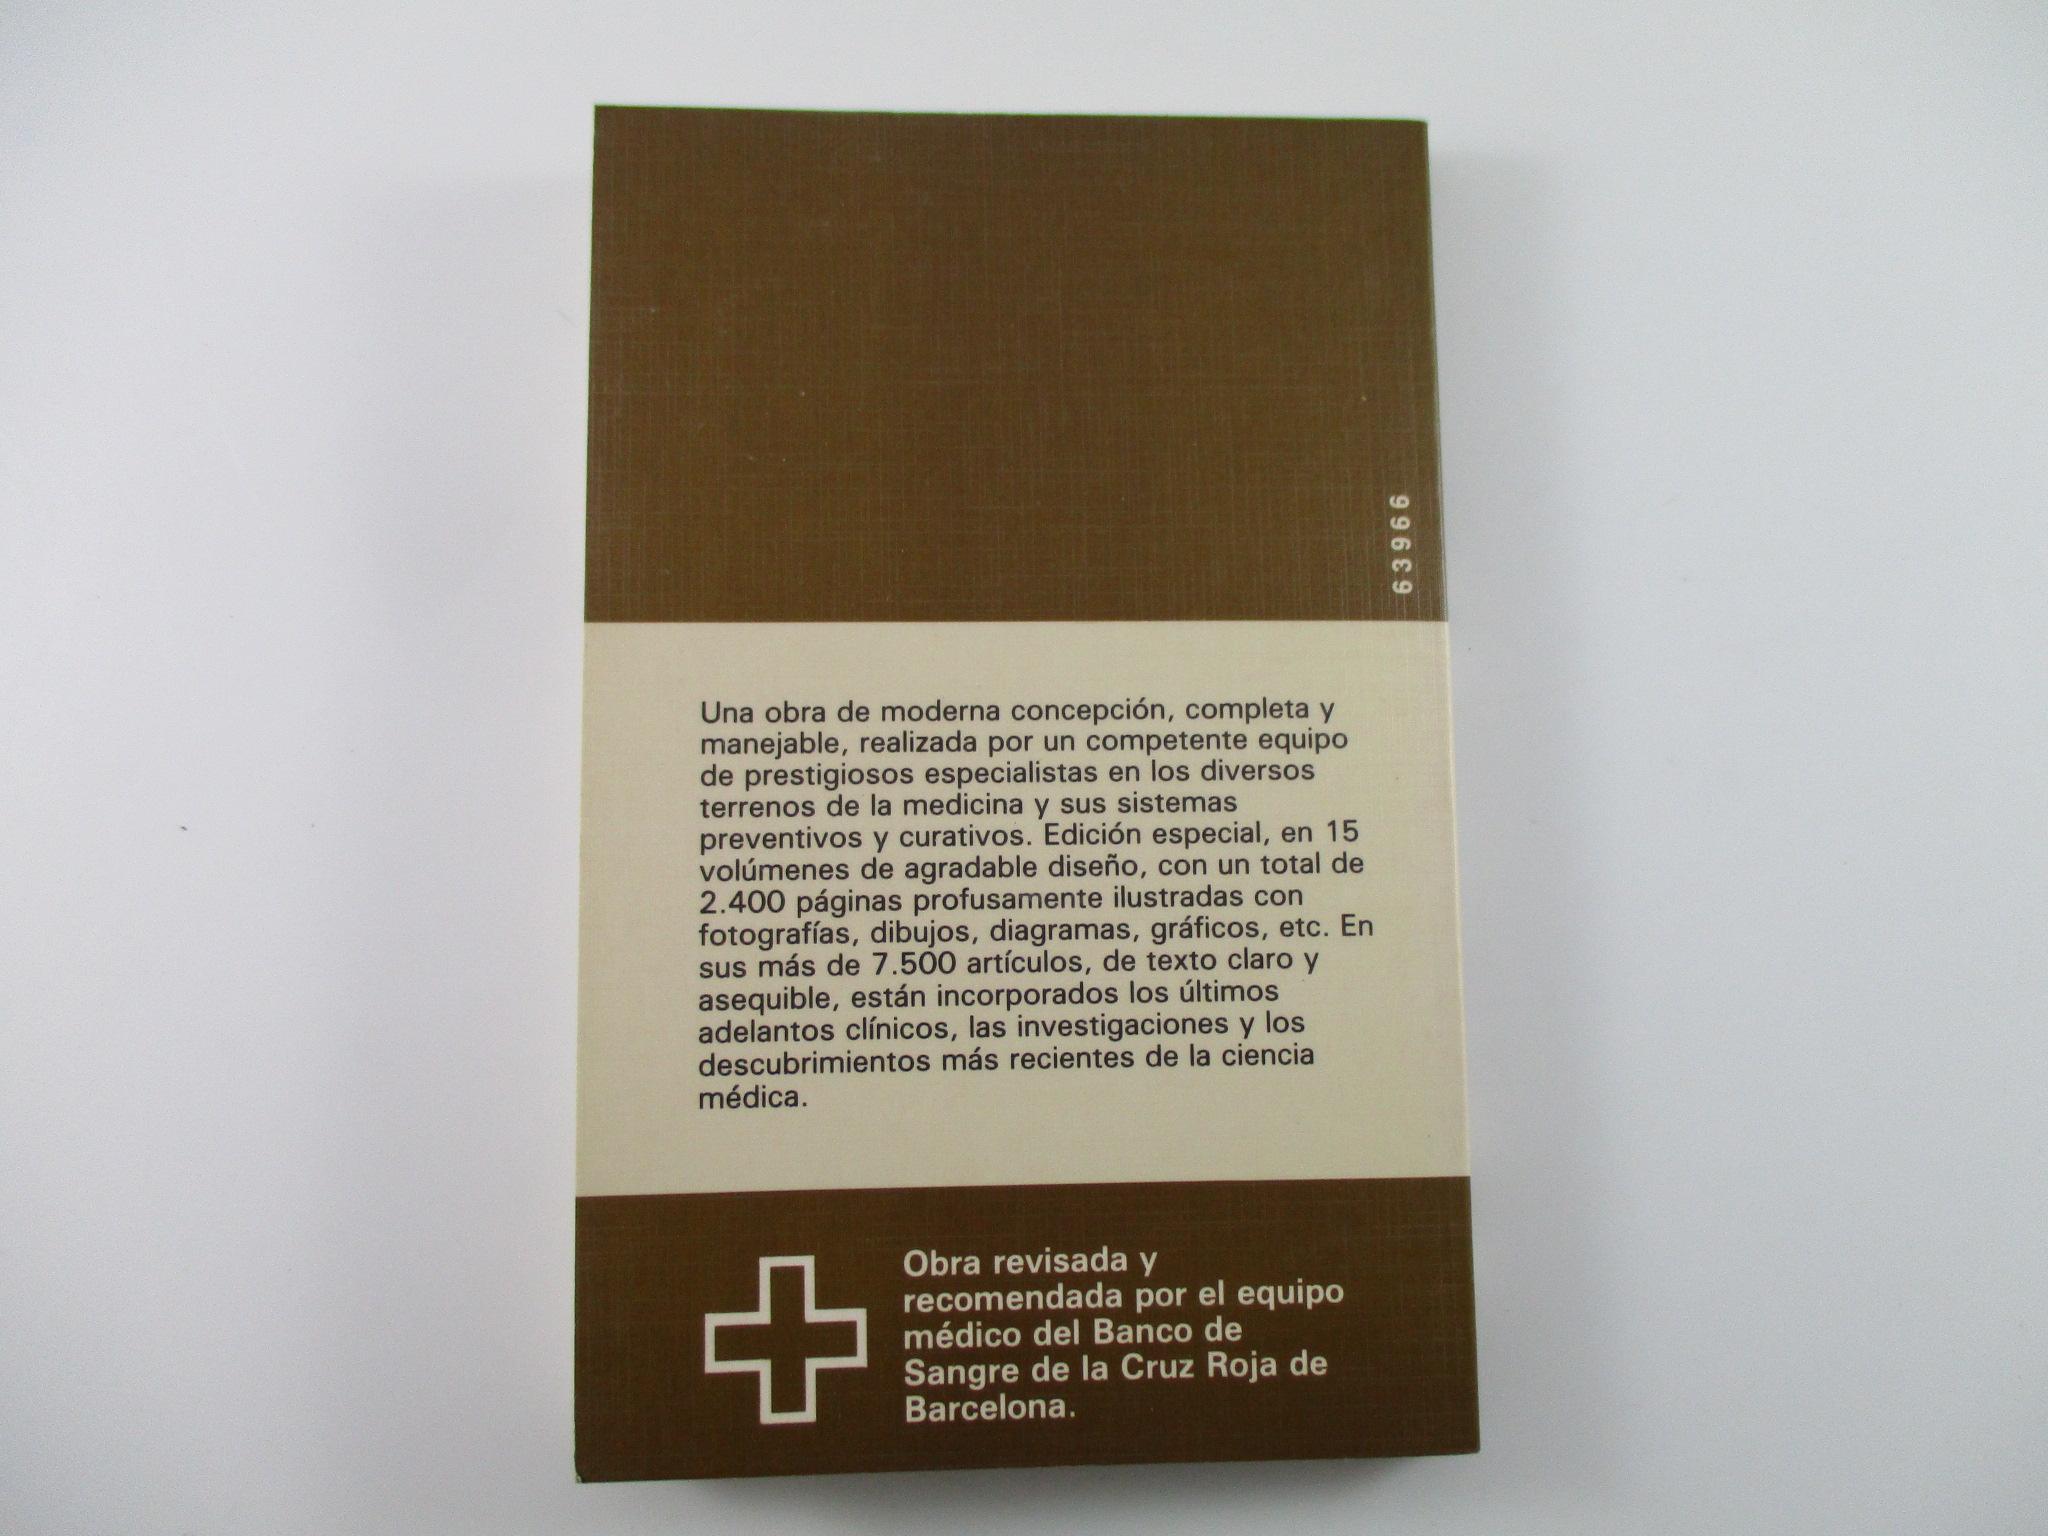 63966
Una obra de moderna concepción, completa y
manejable, realizada por un competente equipo
de prestigiosos especialistas en los diversos
terrenos de la medicina y sus sistemas
preventivos y curativos. Edición especial, en 15
volúmenes de agradable diseño, con un total de
2.400 páginas profusamente ilustradas con
fotografías, dibujos, diagramas, gráficos, etc. En
sus más de 7.500 artículos, de texto claro y
asequible, están incorporados los últimos
adelantos clínicos, las investigaciones y los
descubrimientos más recientes de la ciencia
médica.
Obra revisada y
recomendada por el equipo
médico del Banco de
Sangre de la Cruz Roja de
Barcelona.